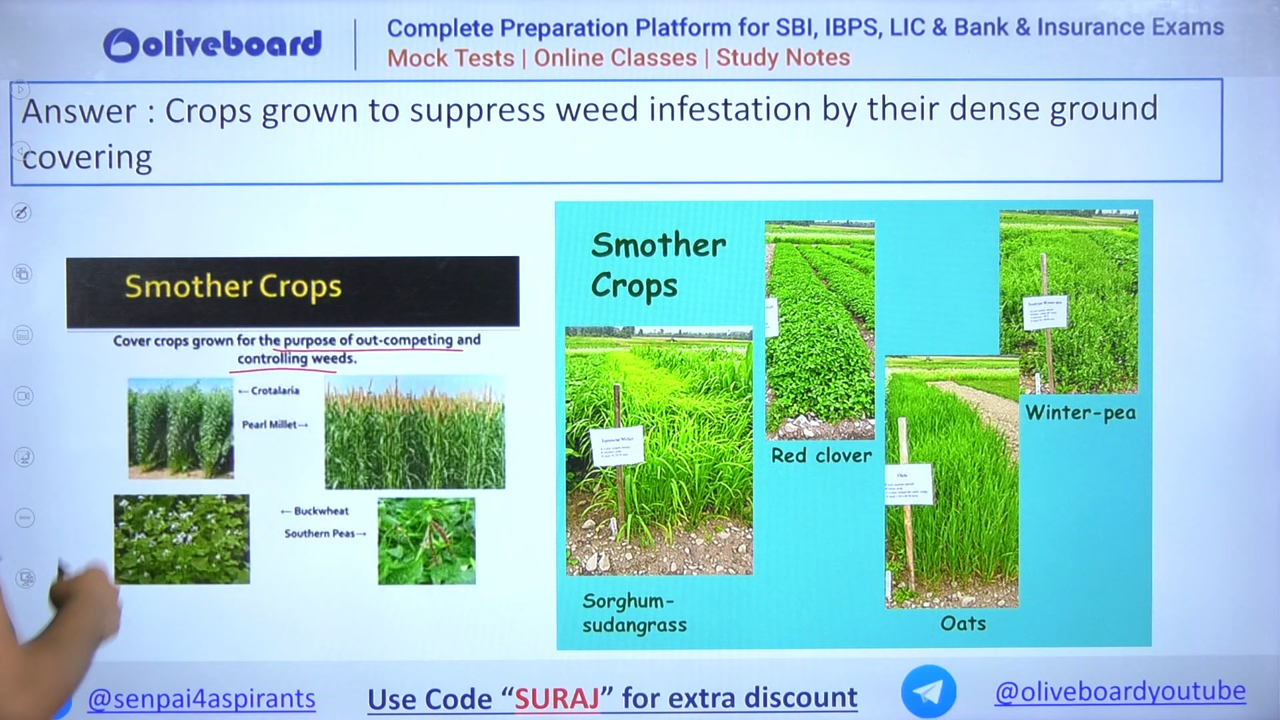 oliveboard
Complete Preparation Platform for SBI, IBPS, LIC & Bank & Insurance Exams
Mock Tests | Online Classes | Study Notes
Answer : Crops grown to suppress weed infestation by their dense ground
covering
Smother Crops
Cover crops grown for the purpose of out-competing and
controlling weeds.
←Crotalaria
Pearl Millet→
←Buckwheat
Southern Peas→
Smother
Crops
Sorghum-
sudangrass
Red clover
Oats
Winter-pea
@senpai4aspirants
Use Code “SURAJ” for extra discount
@oliveboardyoutube